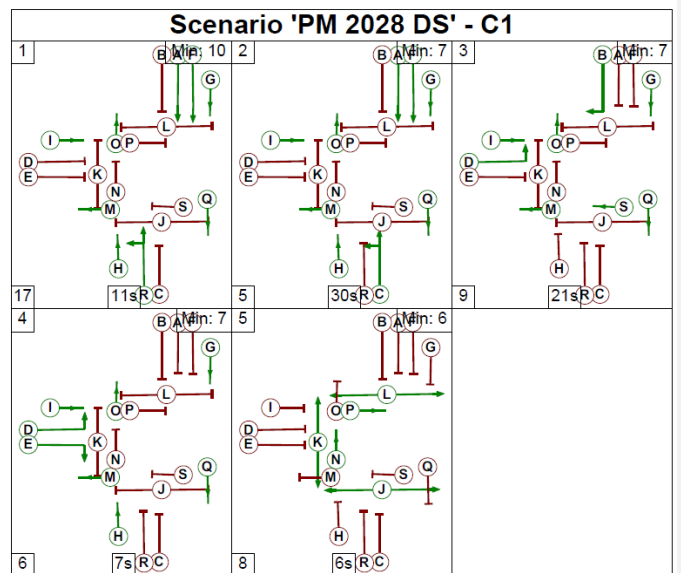 Scenario 'PM 2028 DS' - C1
1 Min: 10
B A F
G
L
I O P
D
E K
N
M S Q
J
H
17 11s R C
2 Min: 7
B A F
G
L
I O P
D
E K
N
M S Q
J
H
5 30s R C
3 Min: 7
B A F
G
L
I O P
D
E K
N
M S Q
J
H
9 21s R C
4 Min: 7
B A F
G
L
I O P
D
E K
N
M S Q
J
H
6 7s R C
5 Min: 6
B A F
G
L
I O P
D
E K
N
M S Q
J
H
8 6s R C